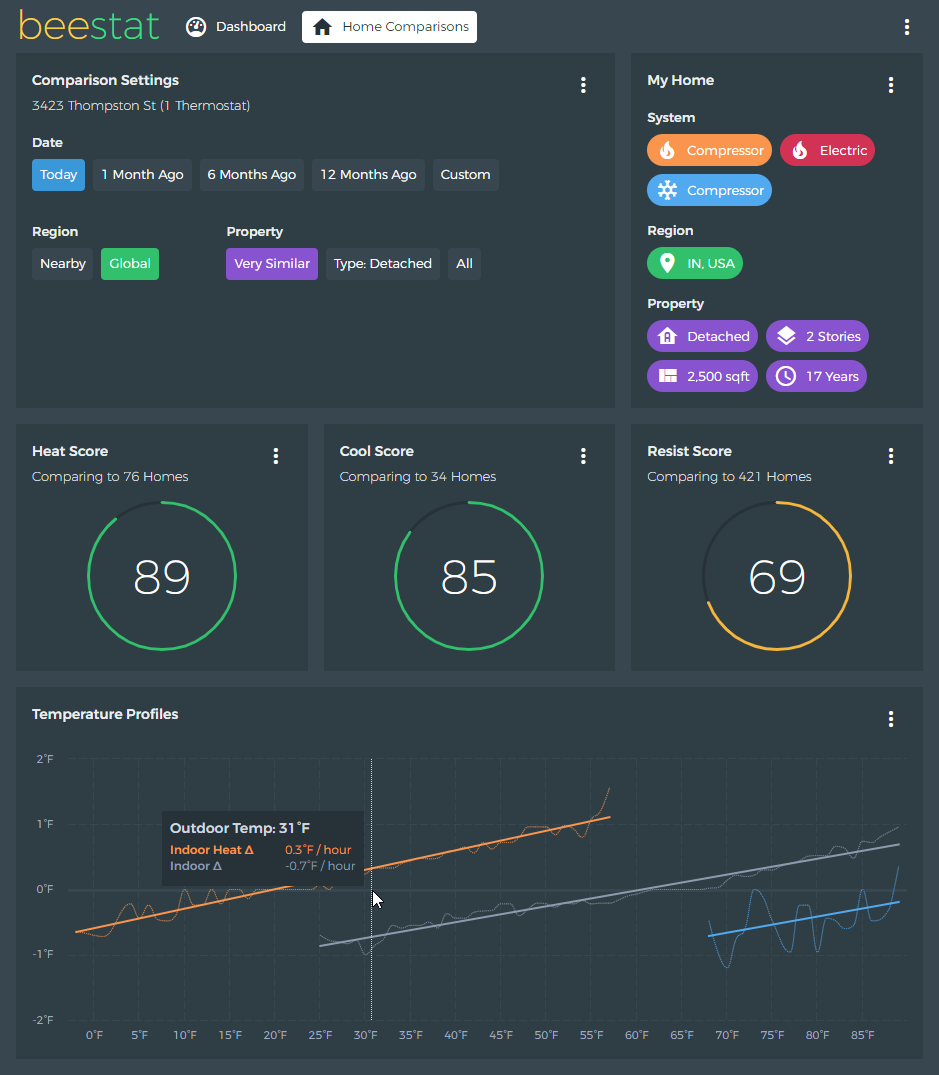 beestat Dashboard Home Comparisons
Comparison Settings
3423 Thompston St (1 Thermostat)
Date
Today 1 Month Ago 6 Months Ago 12 Months Ago Custom
Region Property
Nearby Global Very Similar Type: Detached All
My Home
System
Compressor Electric
Compressor
Region
IN, USA
Property
Detached 2 Stories
2,500 sqft 17 Years
Heat Score
Comparing to 76 Homes
89
Cool Score
Comparing to 34 Homes
85
Resist Score
Comparing to 421 Homes
69
Temperature Profiles
2°F
1°F
0°F
-1°F
-2°F
Outdoor Temp: 31°F
Indoor Heat Δ 0.3°F / hour
Indoor Δ -0.7°F / hour
0°F 5°F 10°F 15°F 20°F 25°F 30°F 35°F 40°F 45°F 50°F 55°F 60°F 65°F 70°F 75°F 80°F 85°F